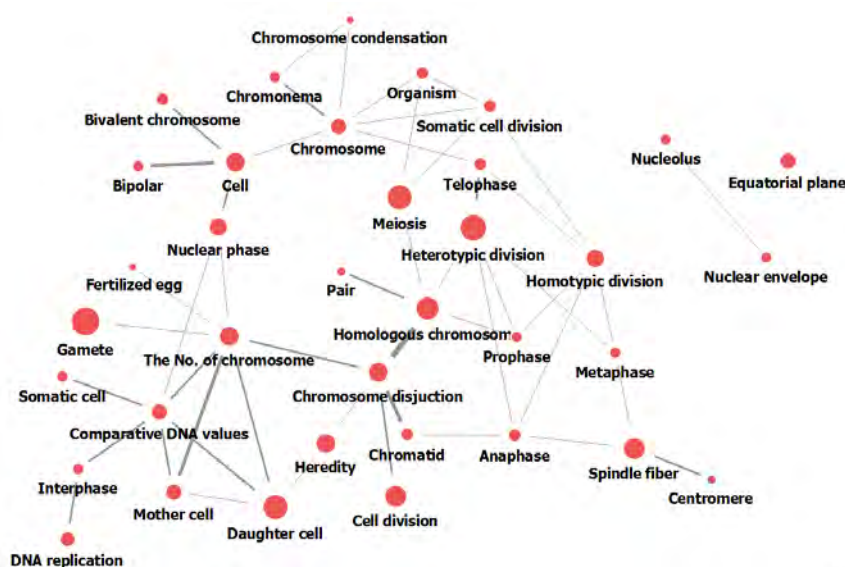 Chromosome condensation
Chromonema
Organism
Bivalent chromosome
Somatic cell division
Chromosome
Nucleolus
Bipolar
Cell
Telophase
Equatorial plane
Meiosis
Nuclear phase
Heterotypic division
Homotypic division
Nuclear envelope
Fertilized egg
Pair
Homologous chromosom
Gamete
The No. of chromosome
Prophase
Metaphase
Somatic cell
Chromosome disjuction
Comparative DNA values
Heredity
Chromatid
Anaphase
Spindle fiber
Interphase
Centromere
Mother cell
Daughter cell
Cell division
DNA replication